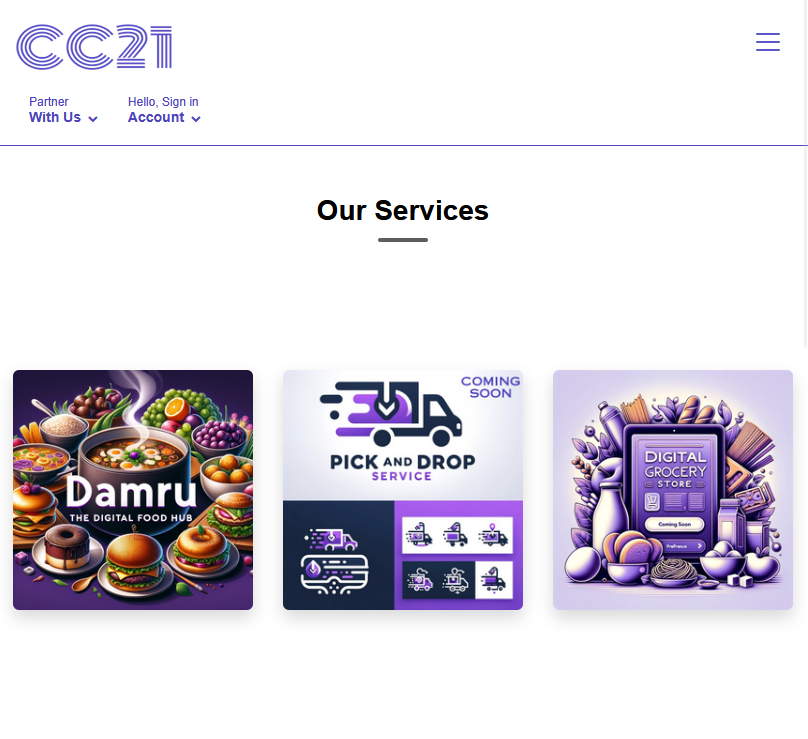 CC21
Partner
With Us
Hello, Sign in
Account
Our Services
Damru
THE DIGITAL FOOD HUB
COMING
SOON
PICK AND DROP
SERVICE
DIGITAL
GROCERY
STORE
Coming Soon